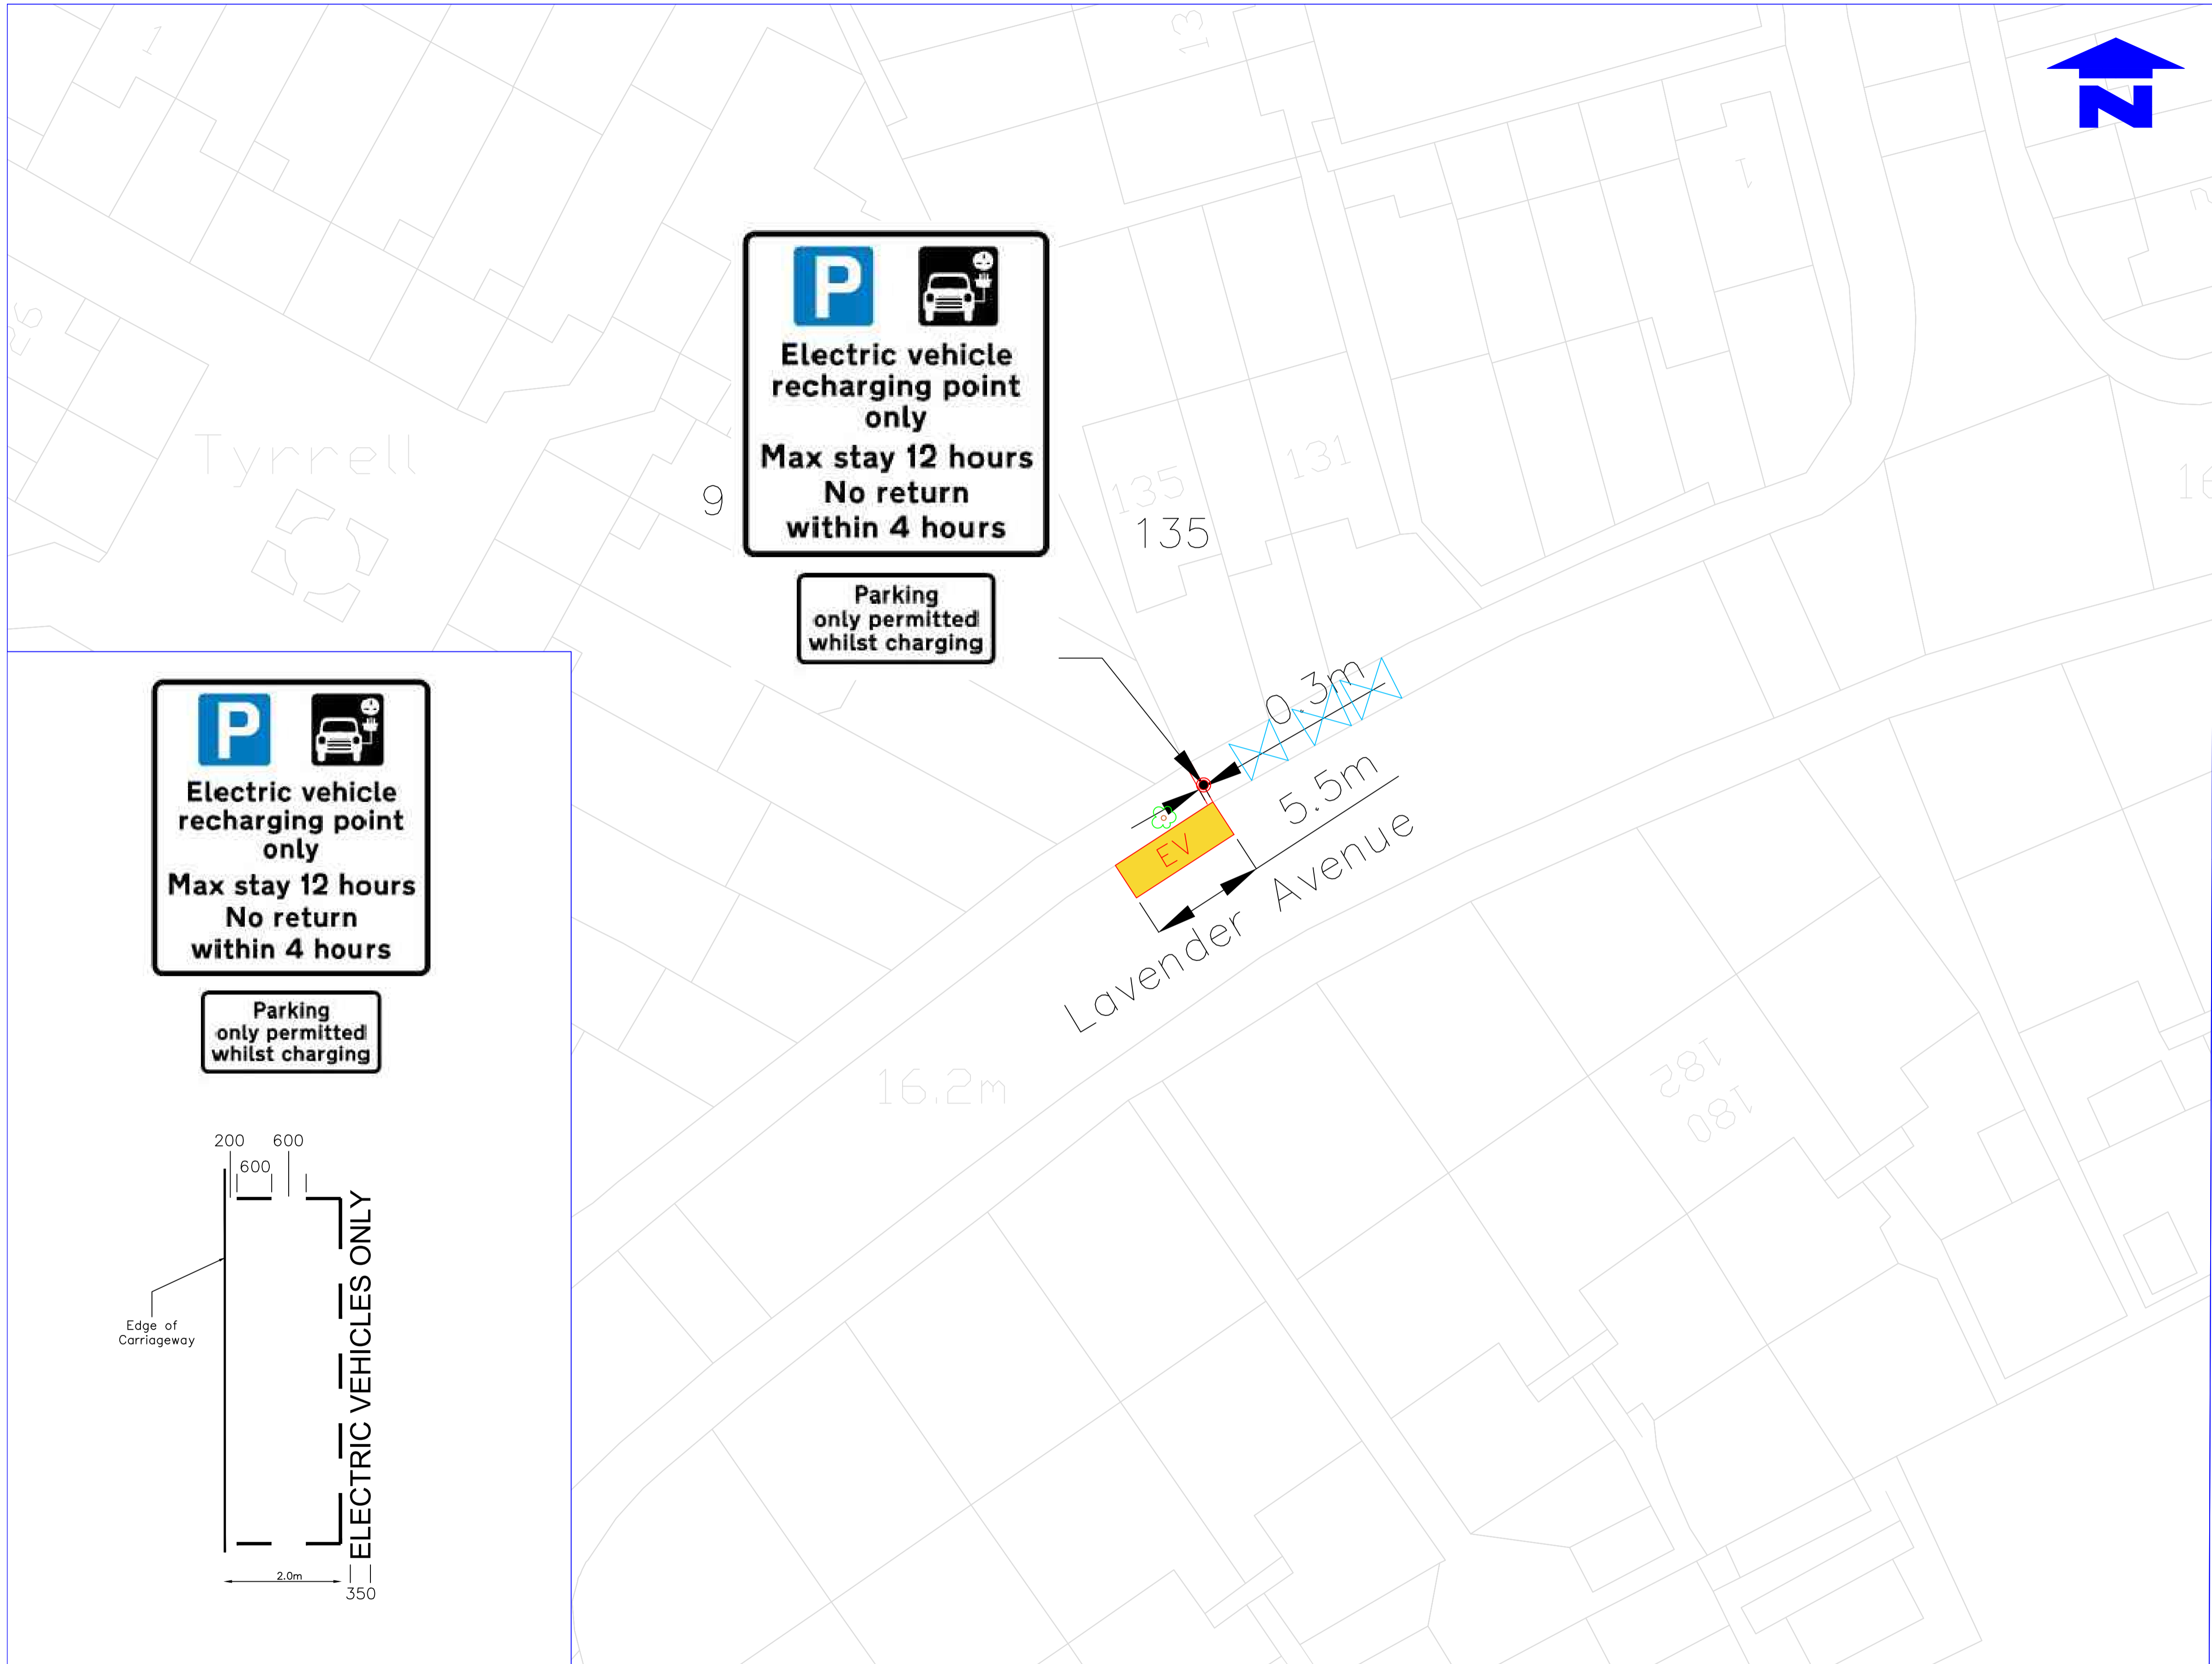 1
13
1
Tyrrell
9
P
Electric vehicle
recharging point
only
Max stay 12 hours
No return
within 4 hours
Parking
only permitted
whilst charging
135
131
135
0.3m
5.5m
EV
Lavender Avenue
16.2m
182
180
P
Electric vehicle
recharging point
only
Max stay 12 hours
No return
within 4 hours
Parking
only permitted
whilst charging
200 600
600
ELECTRIC VEHICLES ONLY
Edge of
Carriageway
2.0m
350
N